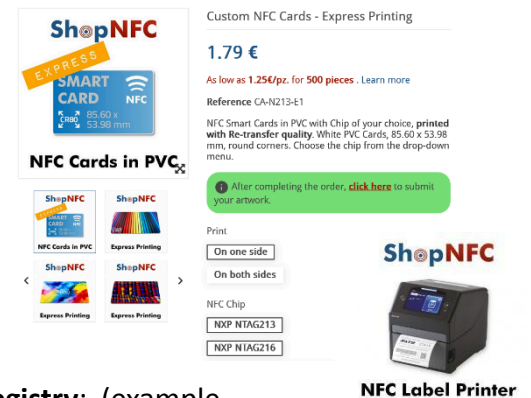 ShopNFC
EXPRESS
SMART
CARD
NFC
CR80
85.60 x
53.98 mm
NFC Cards in PVC
ShopNFC
ShopNFC
NFC Cards in PVC
Express Printing
ShopNFC
ShopNFC
Express Printing
Express Printing
Custom NFC Cards - Express Printing
1.79 €
As low as 1.25€/pz. for 500 pieces . Learn more
Reference CA-N213-E1
NFC Smart Cards in PVC with Chip of your choice, printed
with Re-transfer quality. White PVC Cards, 85.60 x 53.98
mm, round corners. Choose the chip from the drop-down
menu.
After completing the order, click here to submit
your artwork.
Print
On one side
On both sides
NFC Chip
NXP NTAG213
NXP NTAG216
ShopNFC
NFC Label Printer
egistry: (example